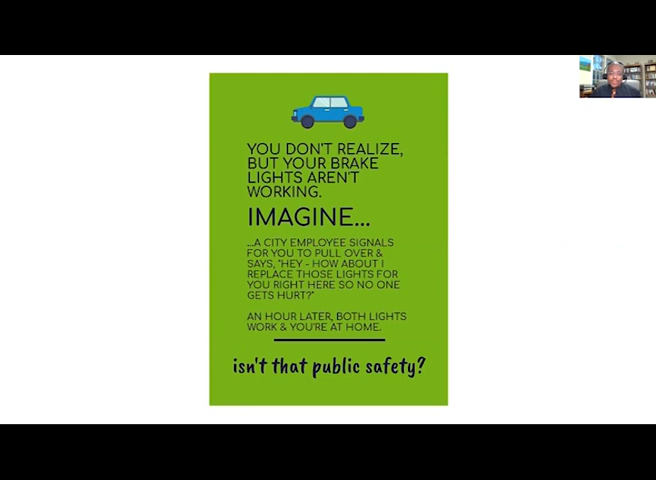 YOU DON'T REALIZE,
BUT YOUR BRAKE
LIGHTS AREN'T
WORKING.
IMAGINE...
...A CITY EMPLOYEE SIGNALS
FOR YOU TO PULL OVER &
SAYS, "HEY - HOW ABOUT I
REPLACE THOSE LIGHTS FOR
YOU RIGHT HERE SO NO ONE
GETS HURT?"
AN HOUR LATER, BOTH LIGHTS
WORK & YOU'RE AT HOME.
isn't that public safety?